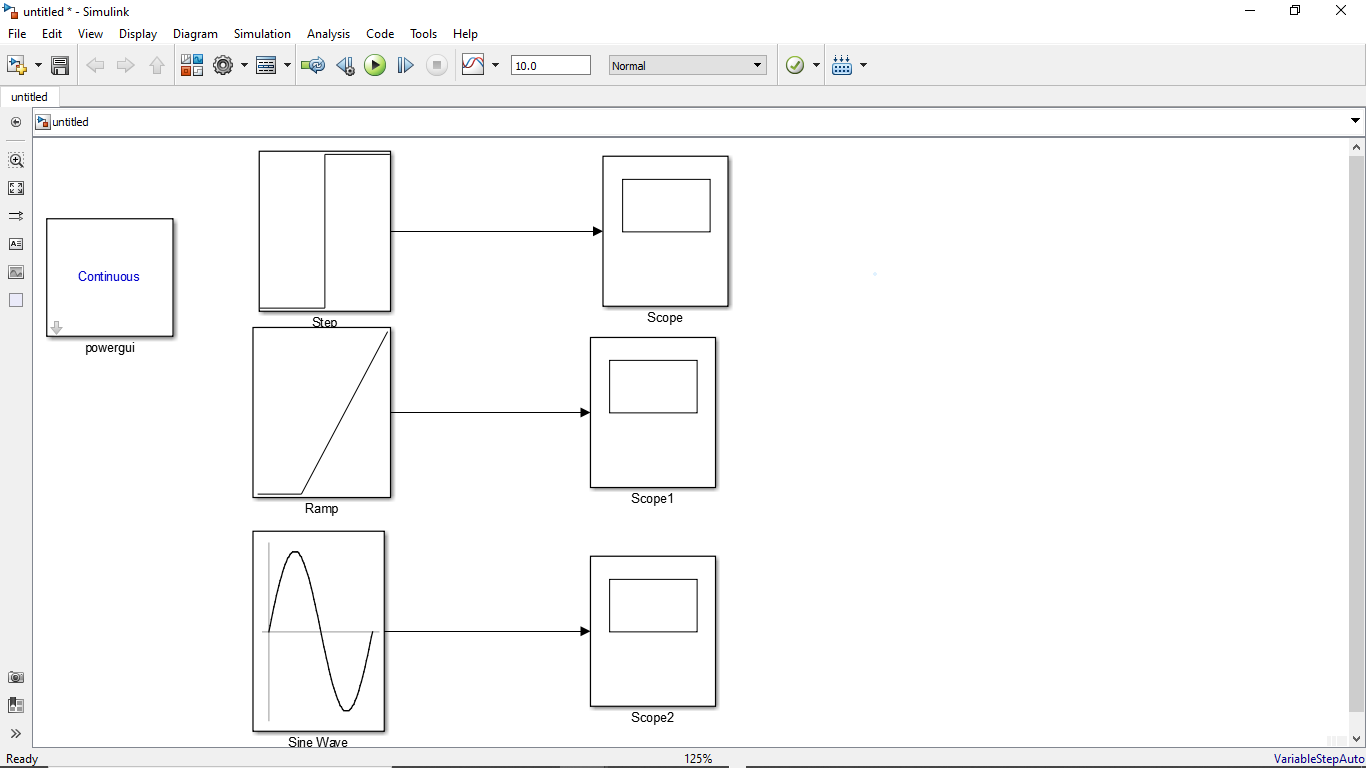 untitled * - Simulink
File Edit View Display Diagram Simulation Analysis Code Tools Help
10.0 Normal
untitled
untitled
Continuous
powergui
Step
Scope
Ramp
Scope1
Sine Wave
Scope2
Ready 125% VariableStepAuto